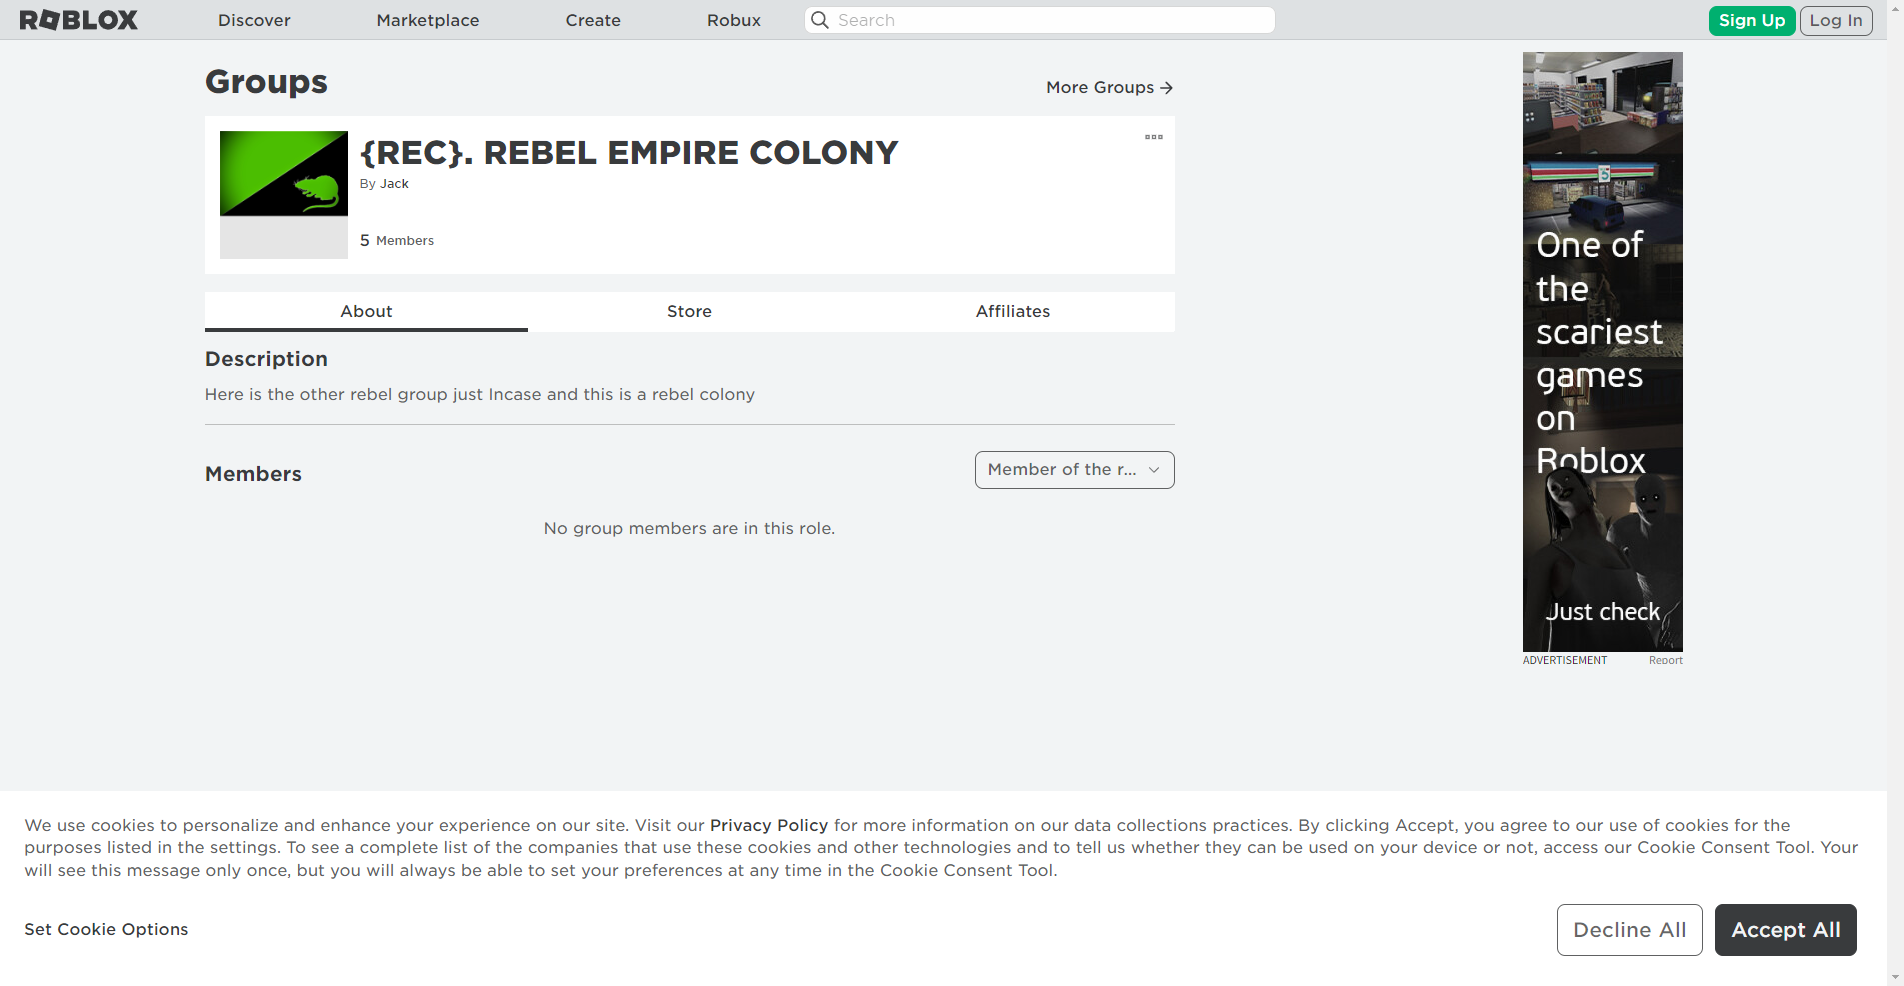 ROBLOX
Discover
Marketplace
Create
Robux
Search
Sign Up
Log In
Groups
More Groups →
{REC}. REBEL EMPIRE COLONY
By Jack
5 Members
About
Store
Affiliates
Description
Here is the other rebel group just Incase and this is a rebel colony
Members
Member of the r...
No group members are in this role.
One of
the
scariest
games
on
Roblox
Just check
ADVERTISEMENT
Report
We use cookies to personalize and enhance your experience on our site. Visit our Privacy Policy for more information on our data collections practices. By clicking Accept, you agree to our use of cookies for the
purposes listed in the settings. To see a complete list of the companies that use these cookies and other technologies and to tell us whether they can be used on your device or not, access our Cookie Consent Tool. Your
will see this message only once, but you will always be able to set your preferences at any time in the Cookie Consent Tool.
Set Cookie Options
Decline All
Accept All